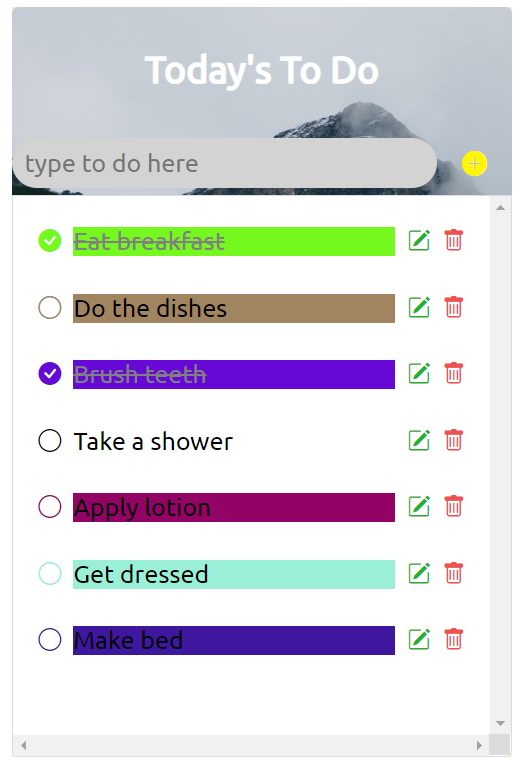 Today's To Do
type to do here
Eat breakfast
Do the dishes
Brush teeth
Take a shower
Apply lotion
Get dressed
Make bed